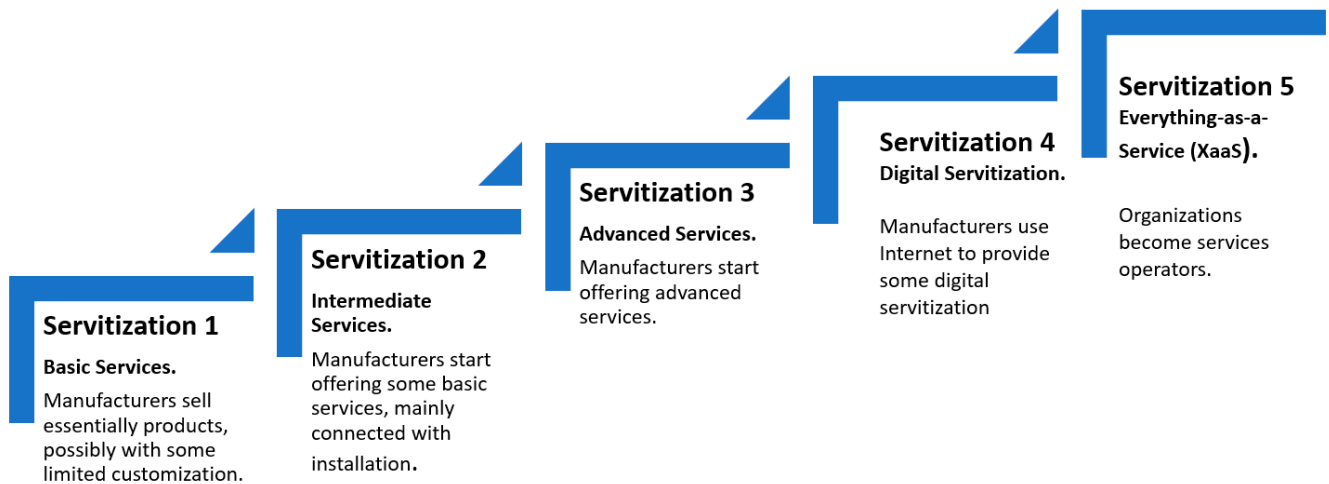 Servitization 1
Basic Services.
Manufacturers sell
essentially products,
possibly with some
limited customization.
Servitization 2
Intermediate
Services.
Manufacturers start
offering some basic
services, mainly
connected with
installation.
Servitization 3
Advanced Services.
Manufacturers start
offering advanced
services.
Servitization 4
Digital Servitization.
Manufacturers use
Internet to provide
some digital
servitization
Servitization 5
Everything-as-a-
Service (XaaS).
Organizations
become services
operators.